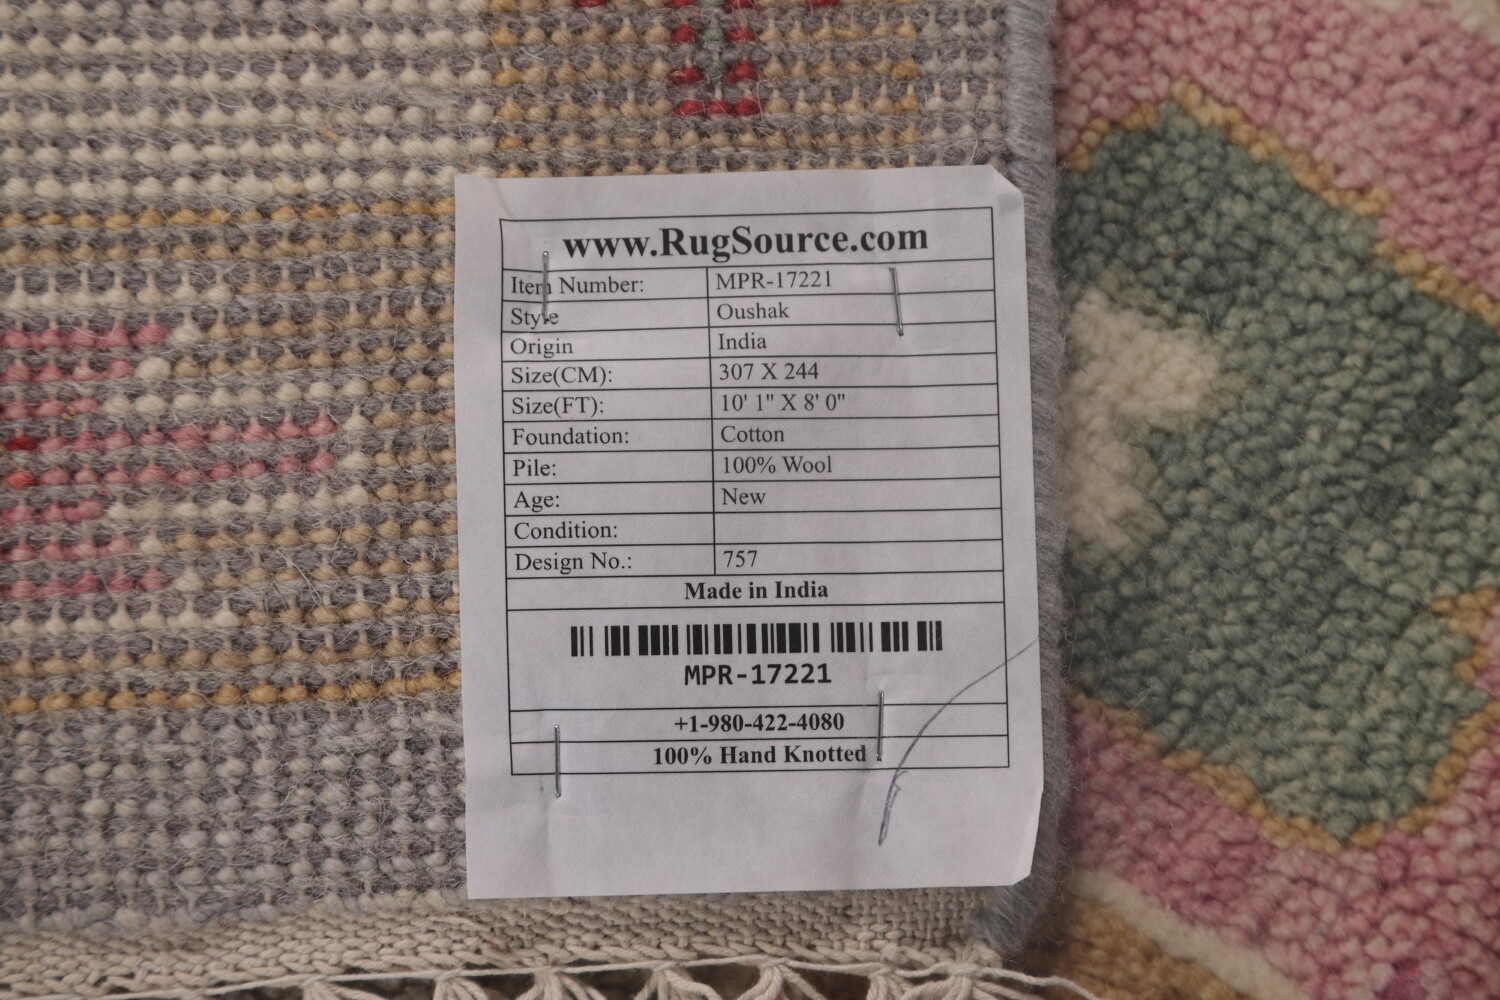 www.RugSource.com
Item Number: MPR-17221
Style Oushak
Origin India
Size(CM): 307 X 244
Size(FT): 10' 1" X 8' 0"
Foundation: Cotton
Pile: 100% Wool
Age: New
Condition:
Design No.: 757
Made in India
MPR-17221
+1-980-422-4080
100% Hand Knotted